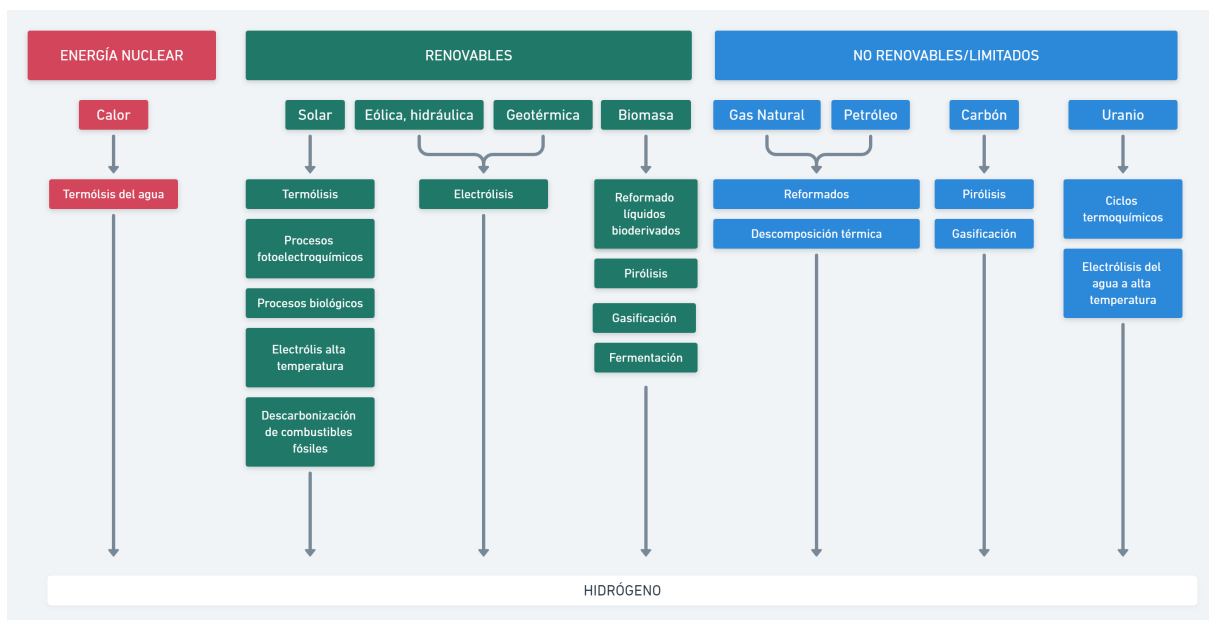 ENERGÍA NUCLEAR
RENOVABLES
NO RENOVABLES/LIMITADOS
Calor
Solar
Eólica, hidráulica
Geotérmica
Biomasa
Gas Natural
Petróleo
Carbón
Uranio
Termólsis del agua
Termólisis
Procesos
fotoelectroquímicos
Procesos biológicos
Electrólis alta
temperatura
Descarbonización
de combustibles
fósiles
Electrólisis
Reformado
líquidos
bioderivados
Pirólisis
Gasificación
Fermentación
Reformados
Descomposición térmica
Pirólisis
Gasificación
Ciclos
termoquímicos
Electrólisis del
agua a alta
temperatura
HIDRÓGENO